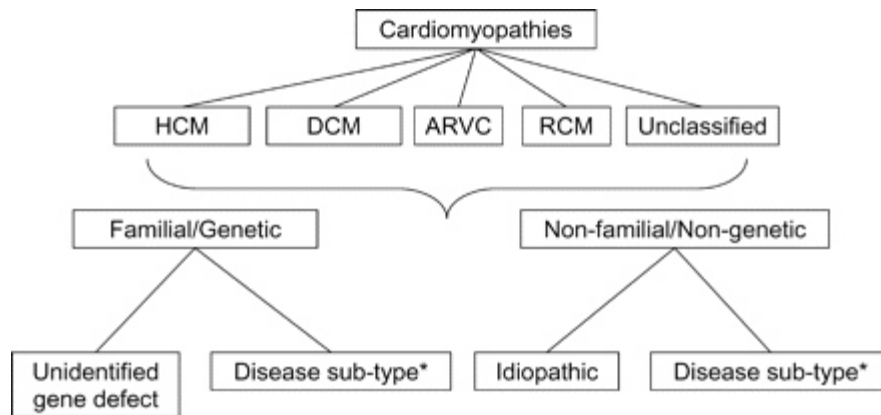 Cardiomyopathies
HCM
DCM
ARVC
RCM
Unclassified
Familial/Genetic
Non-familial/Non-genetic
Unidentified
gene defect
Disease sub-type*
Idiopathic
Disease sub-type*